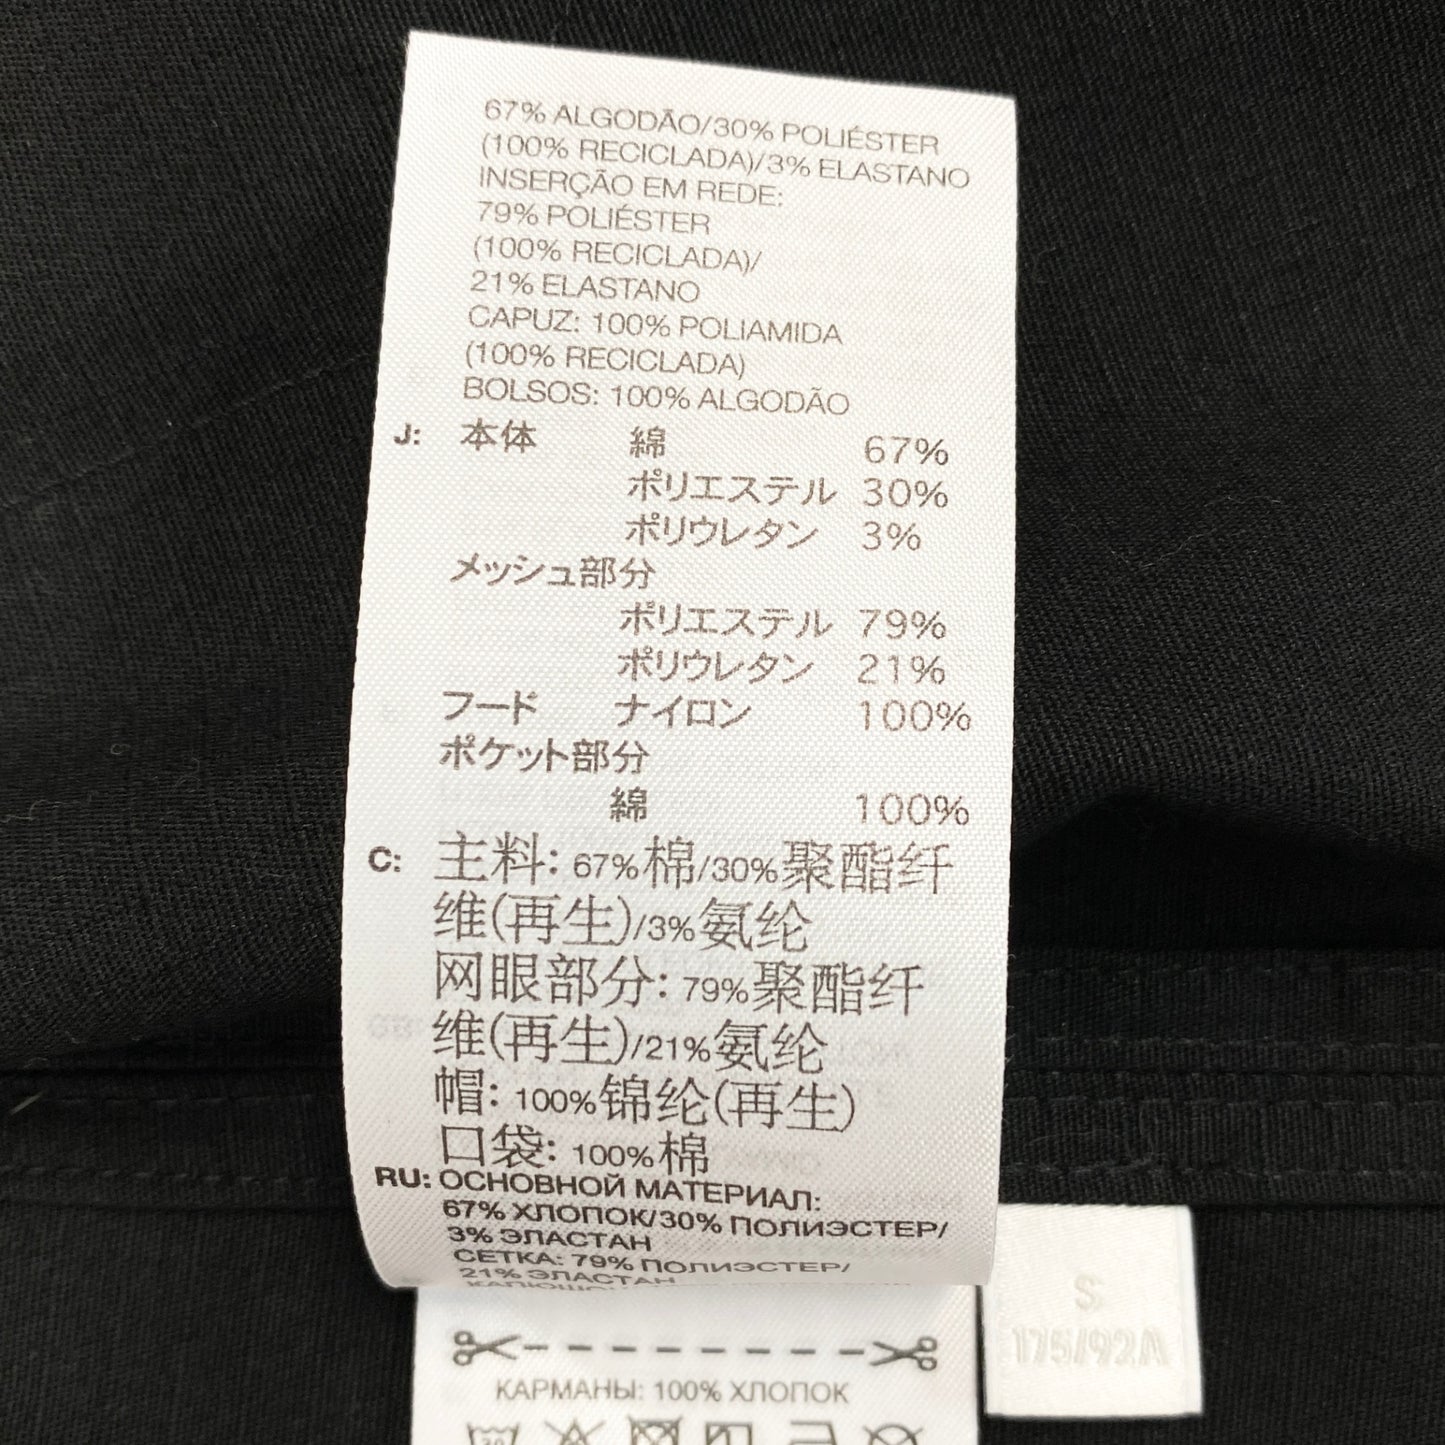 67% ALGODÃO/30% POLIÉSTER
(100% RECICLADA)/3% ELASTANO
INSERÇÃO EM REDE:
79% POLIÉSTER
(100% RECICLADA)/
21% ELASTANO
CAPUZ: 100% POLIAMIDA
(100% RECICLADA)
BOLSOS: 100% ALGODÃO
J: 本体 綿 67%
ポリエステル 30%
ポリウレタン 3%
メッシュ部分
ポリエステル 79%
ポリウレタン 21%
フード ナイロン 100%
ポケット部分
綿 100%
C: 主料: 67%棉/30%聚酯纤
维(再生)/3%氨纶
网眼部分: 79%聚酯纤
维(再生)/21%氨纶
帽: 100%锦纶(再生)
口袋: 100%棉
RU: ОСНОВНОЙ МАТЕРИАЛ:
67% ХЛОПОК/30% ПОЛИЭСТЕР/
3% ЭЛАСТАН
СЕТКА: 79% ПОЛИЭСТЕР/
21% ЭЛАСТАН
КАРМАНЫ: 100% ХЛОПОК
30
S
175/92A